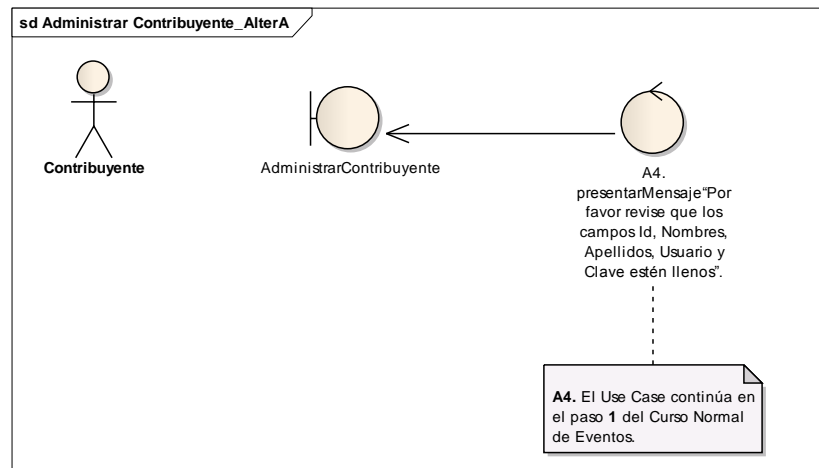 sd Administrar Contribuyente_AlterA
Contribuyente
AdministrarContribuyente
A4.
presentarMensaje“Por
favor revise que los
campos Id, Nombres,
Apellidos, Usuario y
Clave estén llenos”.
A4. El Use Case continúa en
el paso 1 del Curso Normal
de Eventos.